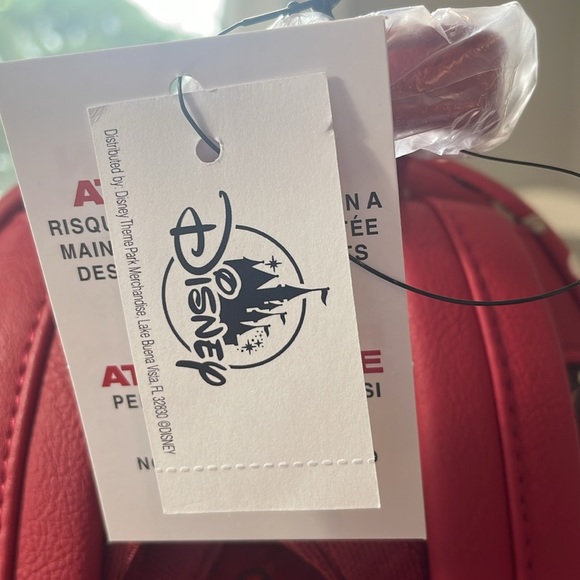 Distributed by: Disney Theme Park Merchandise, Lake Buena Vista, FL 32830 ©DISNEY
Disney
AT
N A
RISQU
TÉE
MAIN
TS
DES
AT
E
PE
SI
N